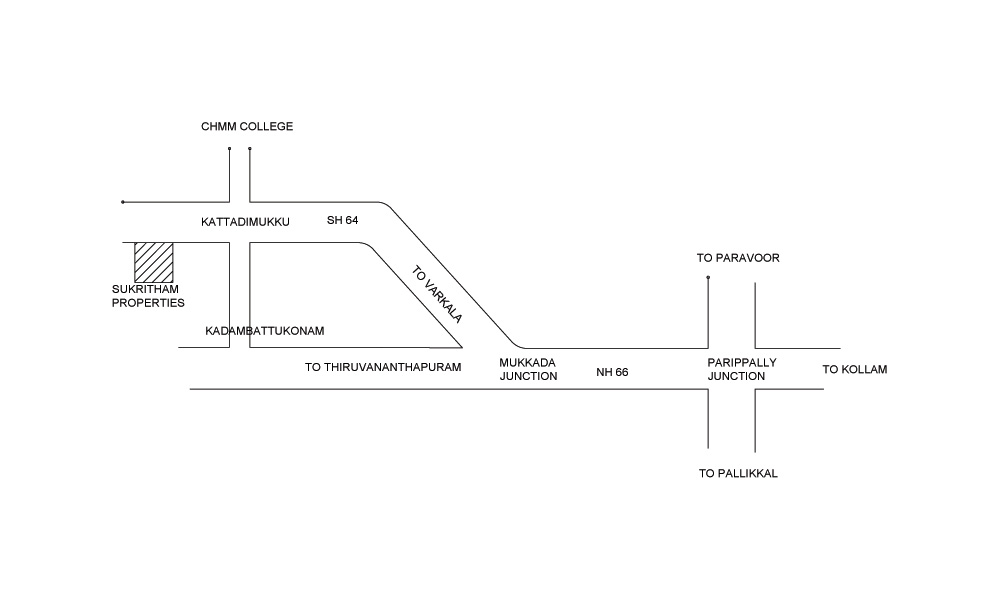 CHMM COLLEGE
KATTADIMUKKU
SH 64
TO VARKALA
SUKRITHAM
PROPERTIES
KADAMBATTUKONAM
TO THIRUVANANTHAPURAM
MUKKADA
JUNCTION
NH 66
TO PARAVOOR
PARIPPALLY
JUNCTION
TO KOLLAM
TO PALLIKKAL